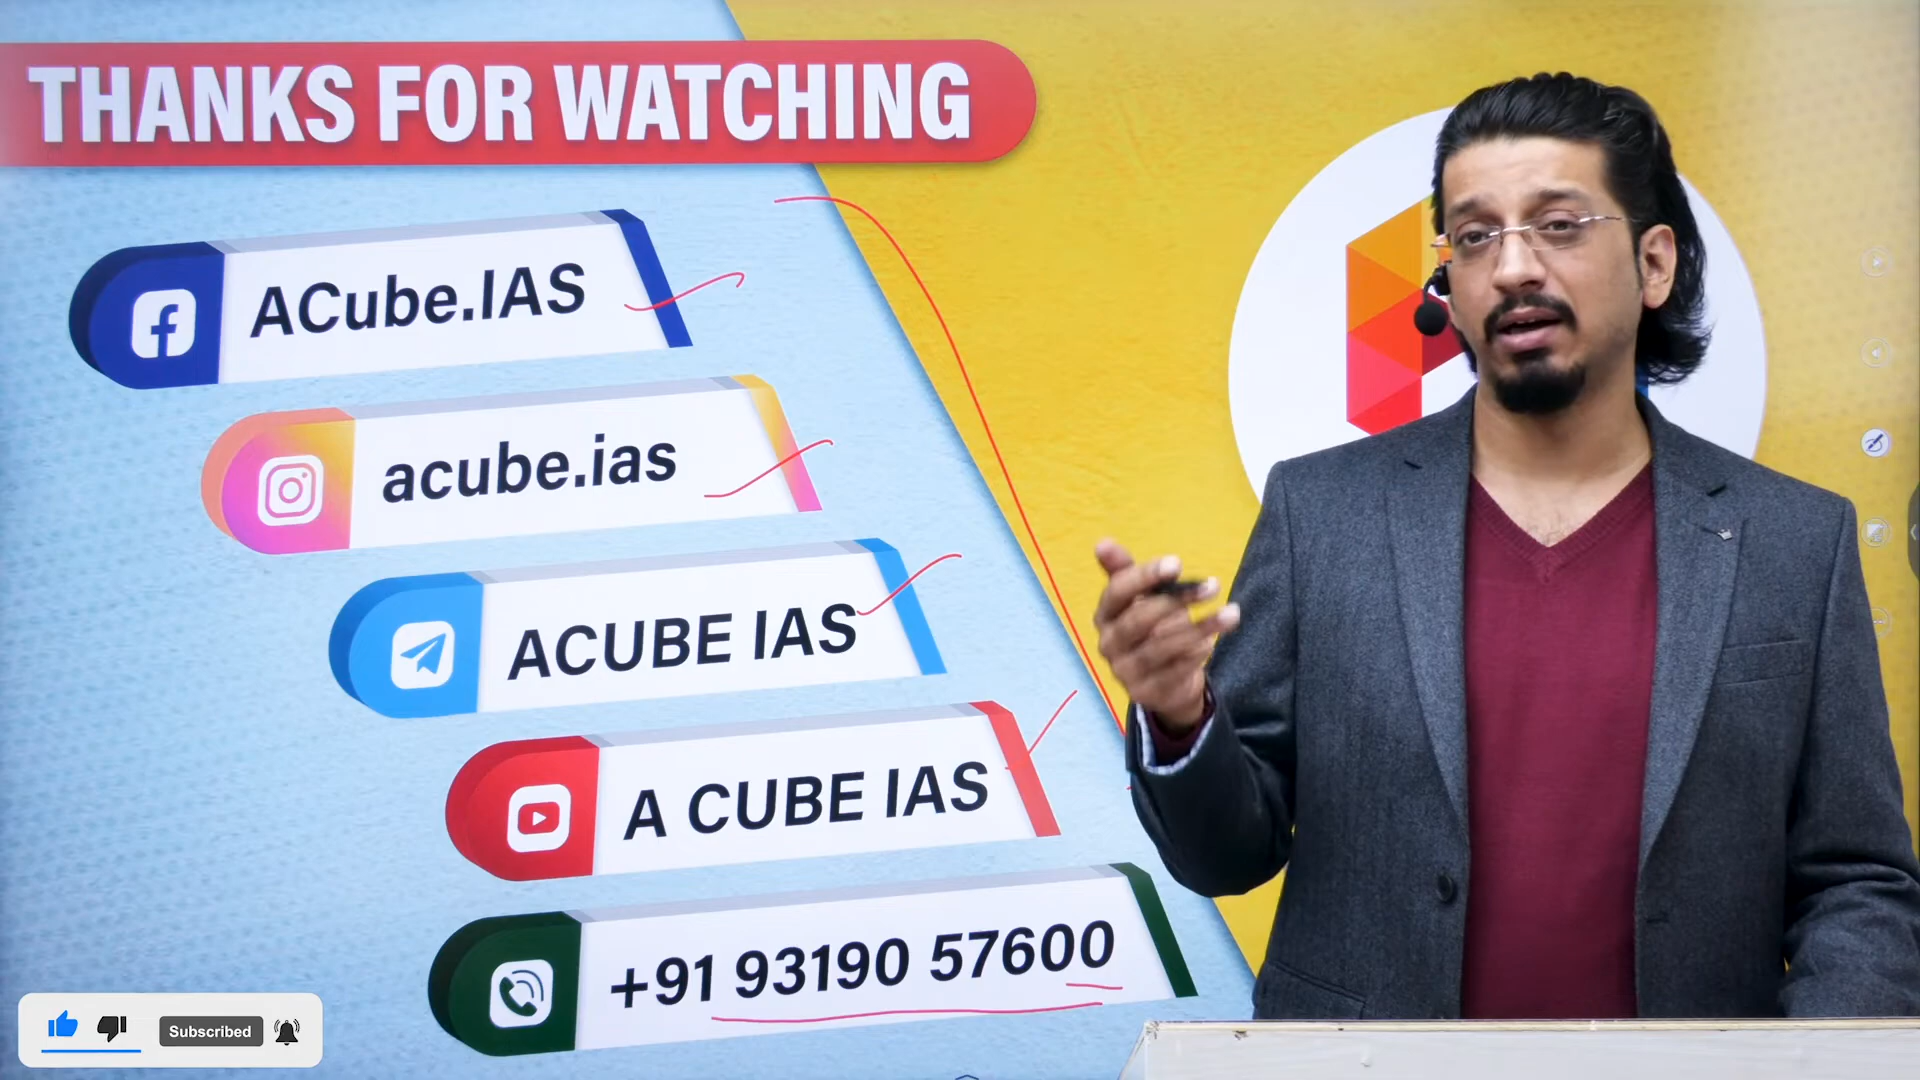 THANKS FOR WATCHING
ACube.IAS
acube.ias
ACUBE IAS
A CUBE IAS
+91 93190 57600
Subscribed